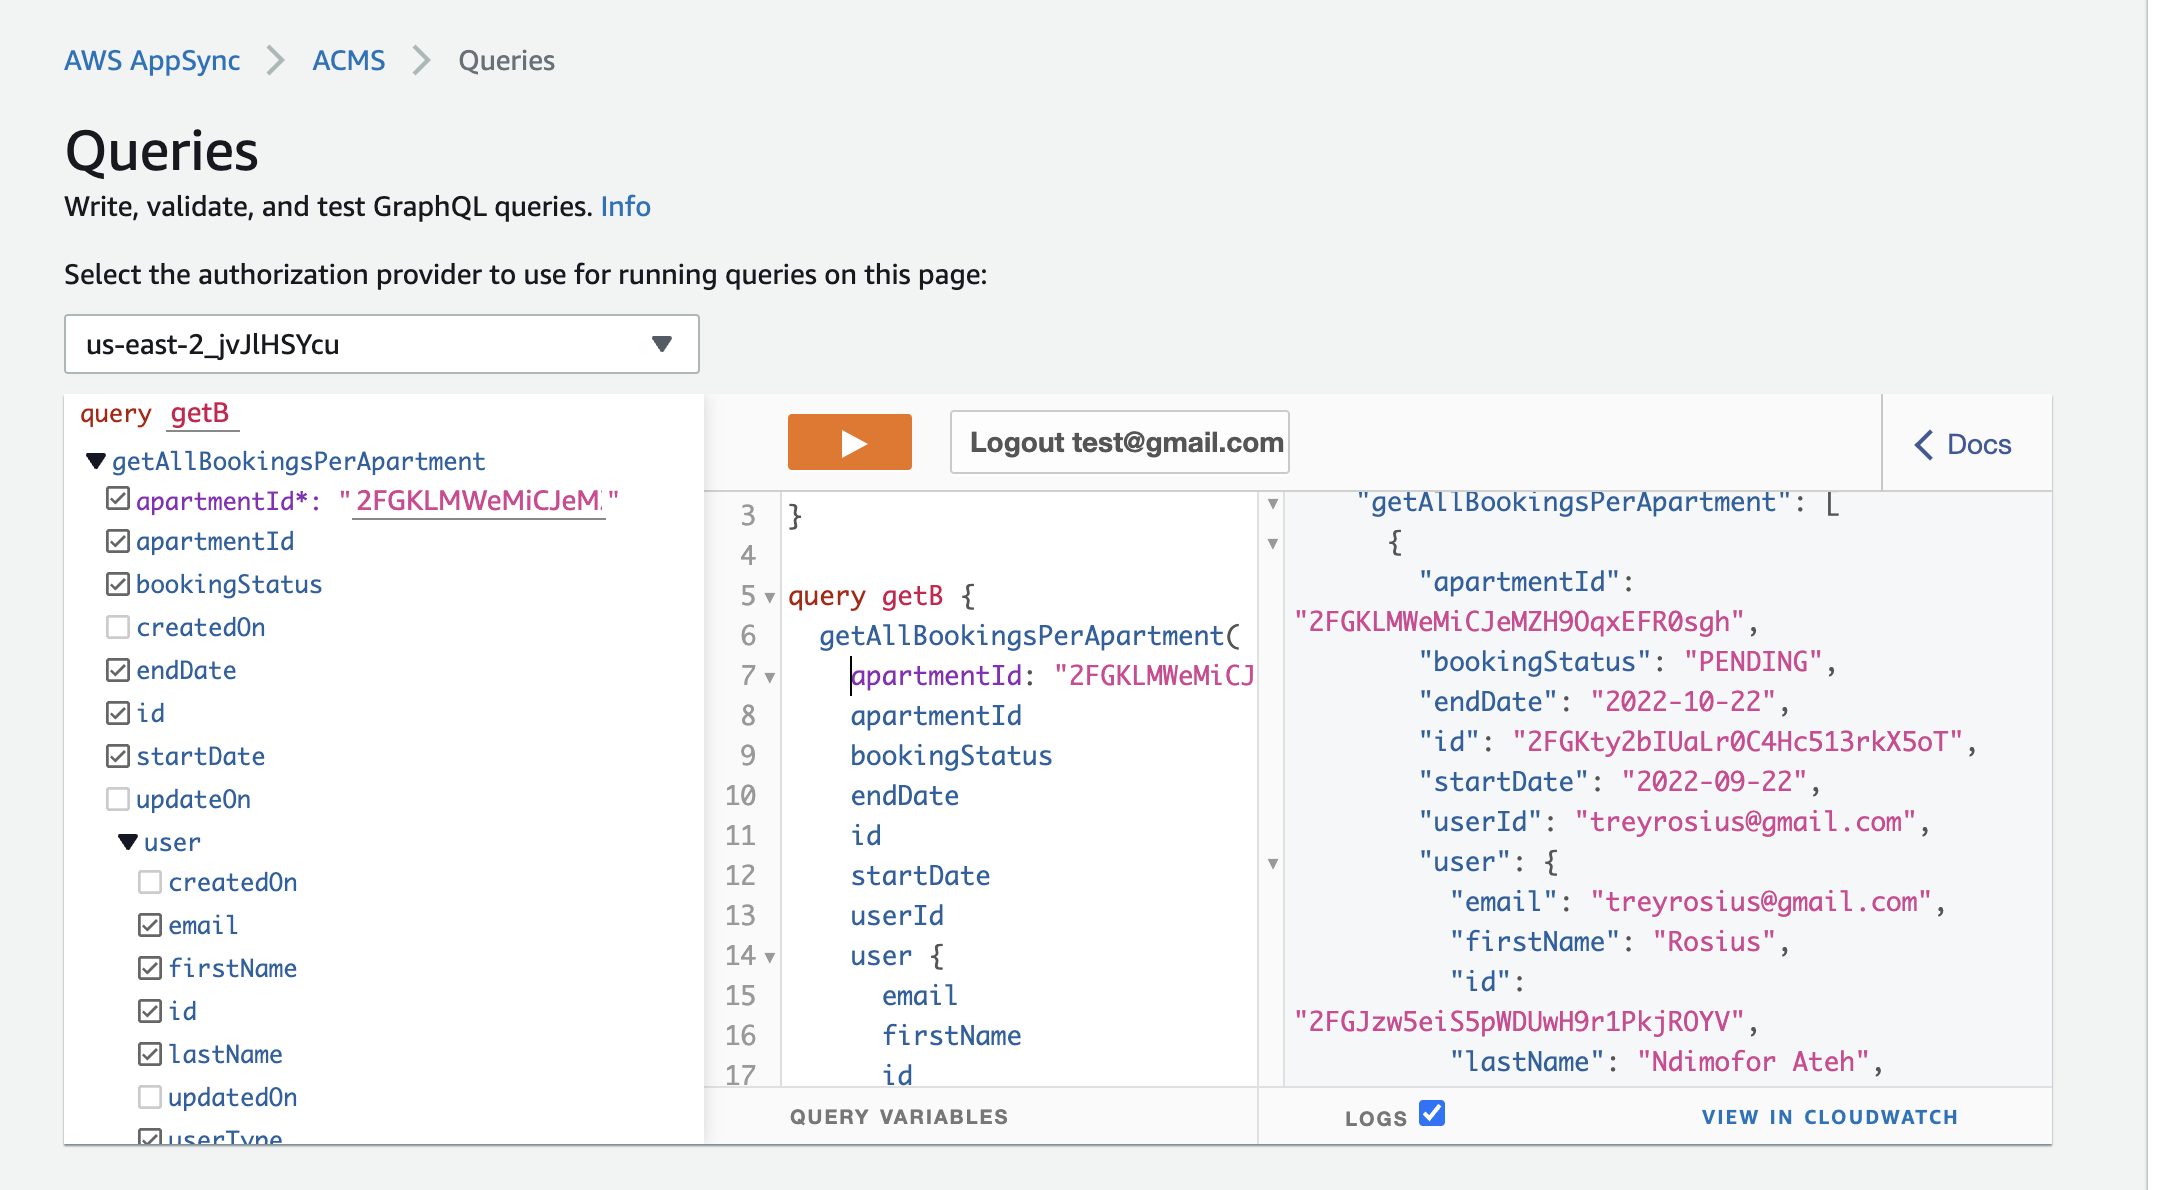 AWS AppSync > ACMS > Queries
Queries
Write, validate, and test GraphQL queries. Info
Select the authorization provider to use for running queries on this page:
us-east-2_jvJlHSYcu
query getB
getAllBookingsPerApartment
apartmentId*: "2FGKLMWeMiCJeM"
apartmentId
bookingStatus
createdOn
endDate
id
startDate
updateOn
user
createdOn
email
firstName
id
lastName
updatedOn
userType
Logout test@gmail.com
Docs
3 }
4
5 query getB {
6 getAllBookingsPerApartment(
7 apartmentId: "2FGKLMWeMiCJ
8 apartmentId
9 bookingStatus
10 endDate
11 id
12 startDate
13 userId
14 user {
15 email
16 firstName
17 id
QUERY VARIABLES
"getAllBookingsPerApartment": [
{
"apartmentId":
"2FGKLMWeMiCJeMZH9OqxEFR0sgh",
"bookingStatus": "PENDING",
"endDate": "2022-10-22",
"id": "2FGKty2bIUaLr0C4Hc513rkX5oT",
"startDate": "2022-09-22",
"userId": "treyrosius@gmail.com",
"user": {
"email": "treyrosius@gmail.com",
"firstName": "Rosius",
"id":
"2FGJzw5eiS5pWDUwH9r1PkjROYV",
"lastName": "Ndimofor Ateh",
LOGS
VIEW IN CLOUDWATCH